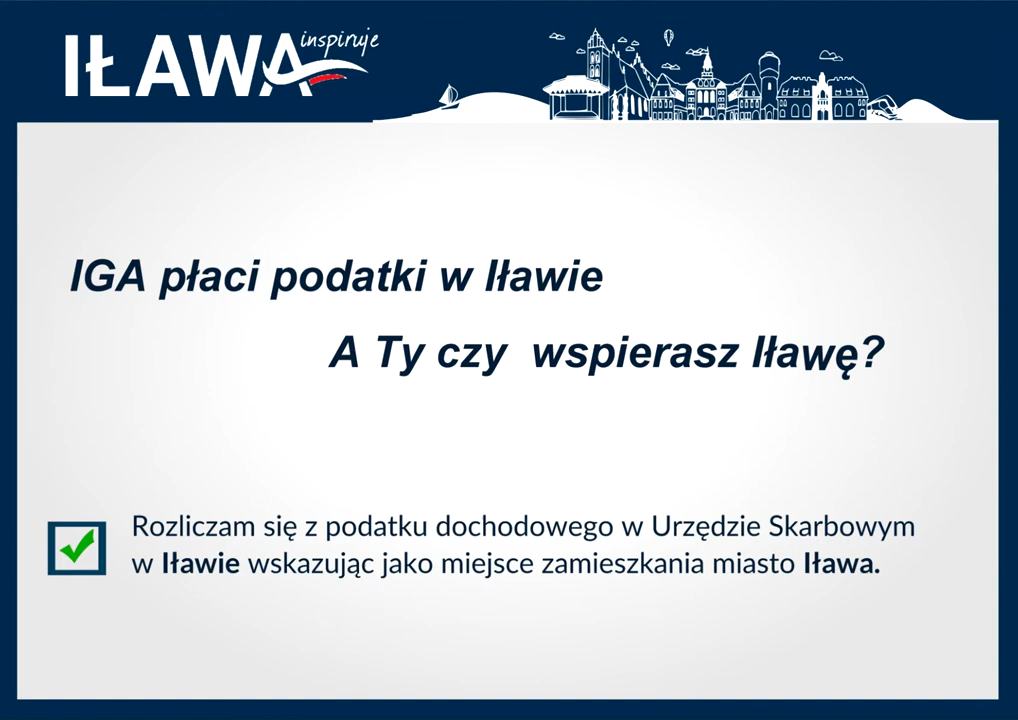 IŁAWA inspiruje
IGA płaci podatki w Iławie
A Ty czy wspierasz Iławę?
Rozliczam się z podatku dochodowego w Urzędzie Skarbowym
w Iławie wskazując jako miejsce zamieszkania miasto Iława.